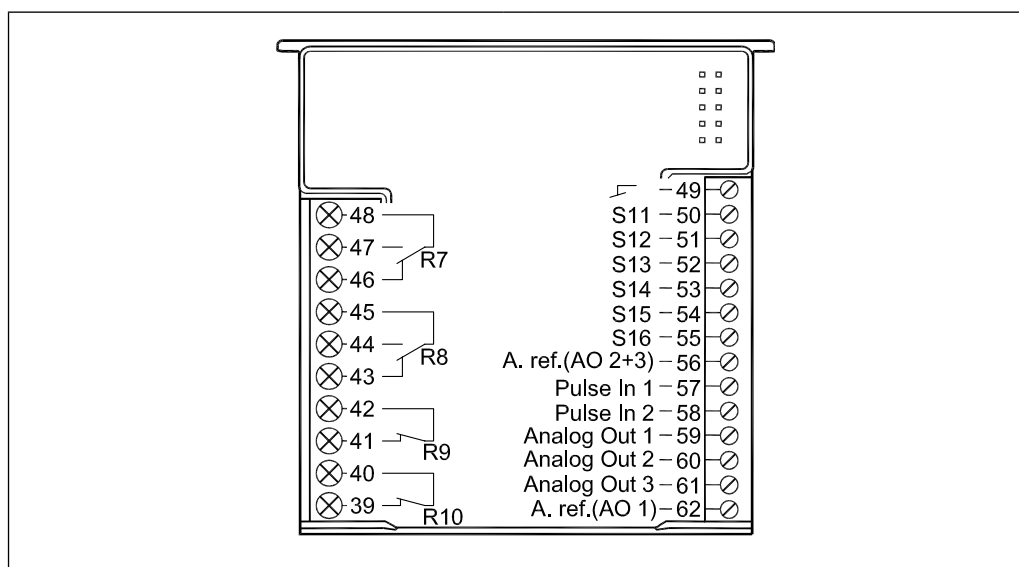 48
47
R7
46
45
44
R8
43
42
41
R9
40
39
R10
49
S11 50
S12 51
S13 52
S14 53
S15 54
S16 55
A. ref.(AO 2+3) 56
Pulse In 1 57
Pulse In 2 58
Analog Out 1 59
Analog Out 2 60
Analog Out 3 61
A. ref.(AO 1) 62